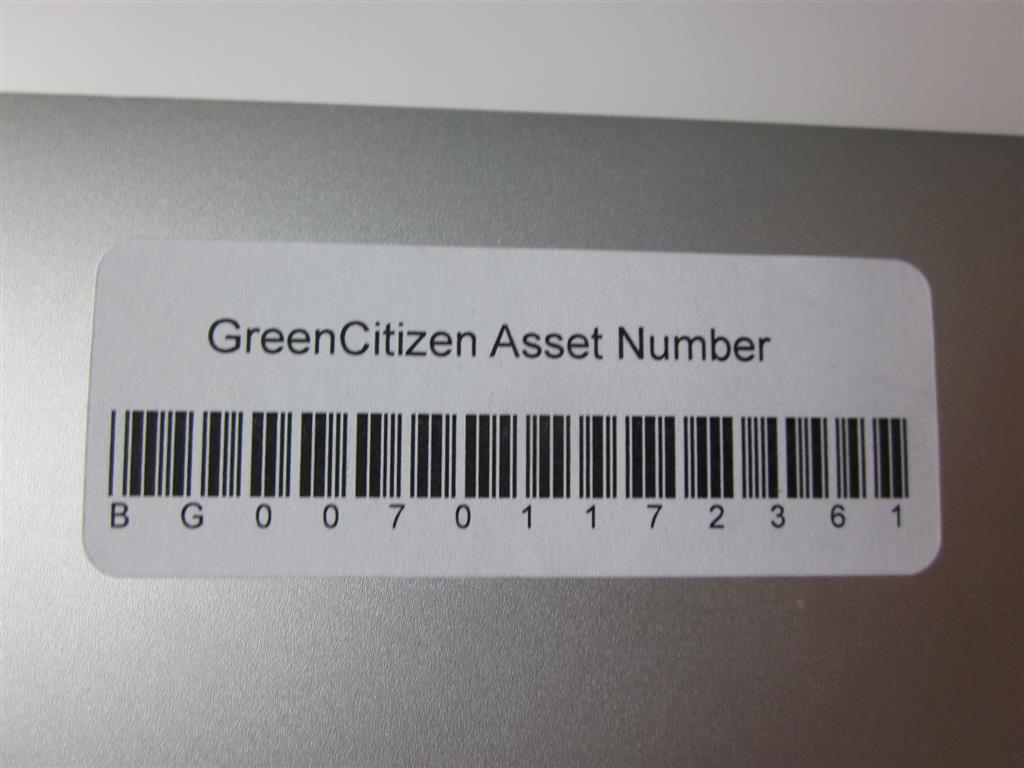 GreenCitizen Asset Number
B G 0 0 7 0 1 1 7 2 3 6 1